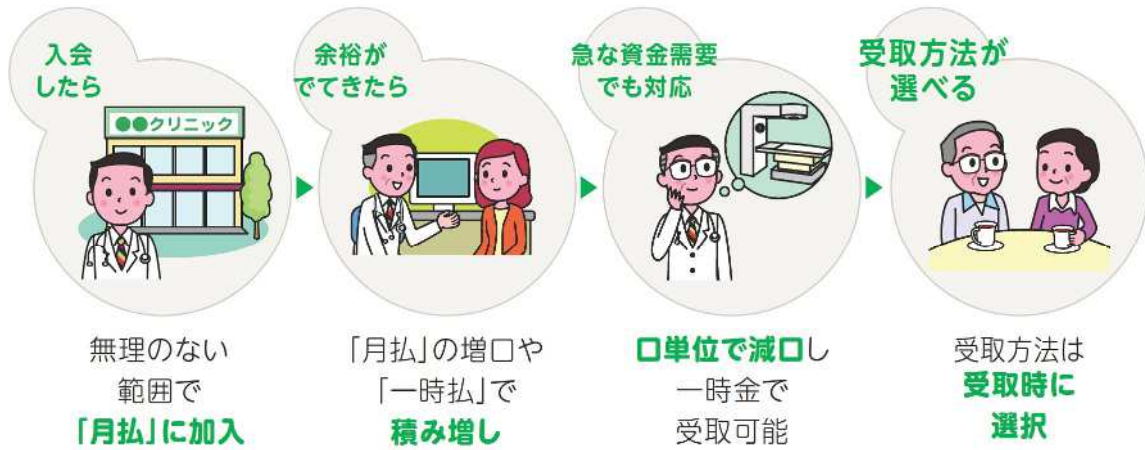 入会
したら
余裕が
でてきたら
急な資金需要
でも対応
受取方法が
選べる
●●クリニック
無理のない
範囲で
「月払」に加入
「月払」の増口や
「一時払」で
積み増し
口単位で減口し
一時金で
受取可能
受取方法は
受取時に
選択